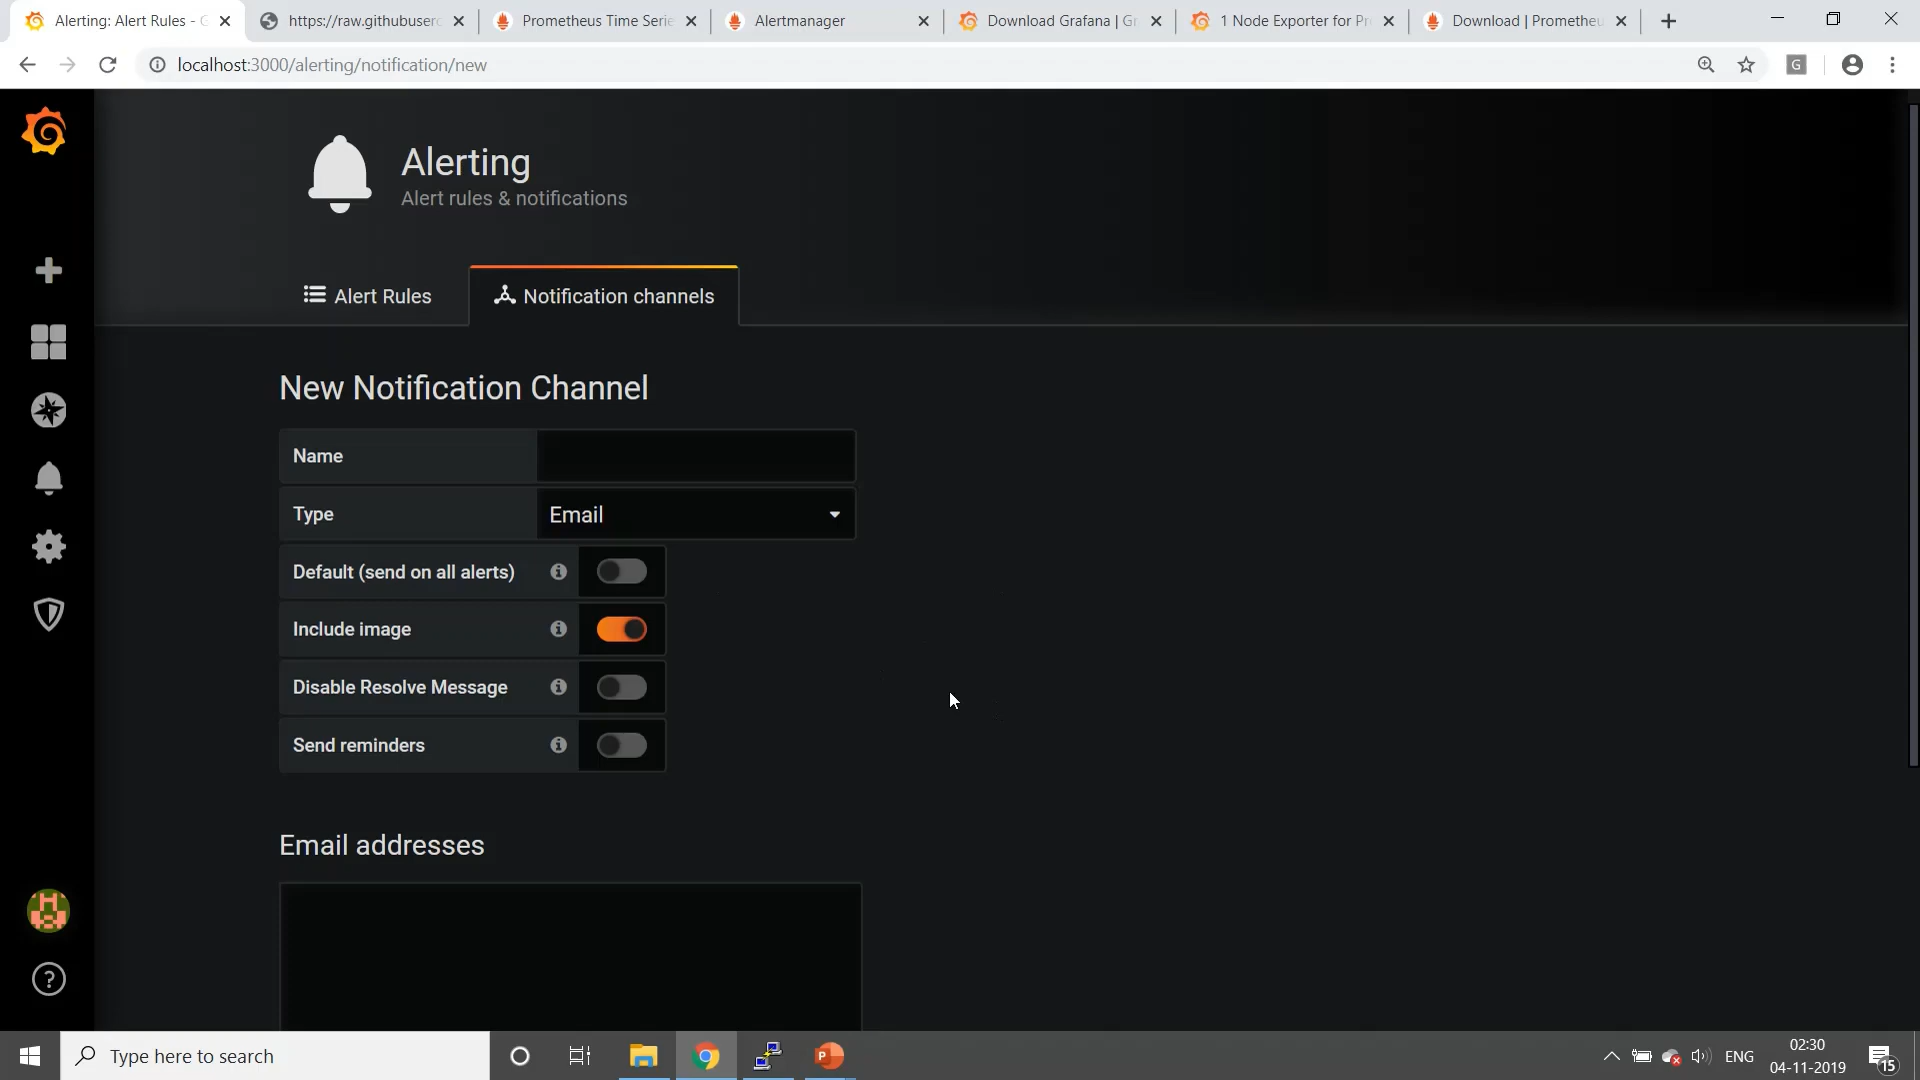 Alerting: Alert Rules - G
https://raw.githubuserc
Prometheus Time Serie
Alertmanager
Download Grafana | Gr
1 Node Exporter for Pr
Download | Prometheu
localhost:3000/alerting/notification/new
G
Alerting
Alert rules & notifications
Alert Rules
Notification channels
New Notification Channel
Name
Type
Email
Default (send on all alerts)
Include image
Disable Resolve Message
Send reminders
Email addresses
Type here to search
ENG
02:30
04-11-2019
15